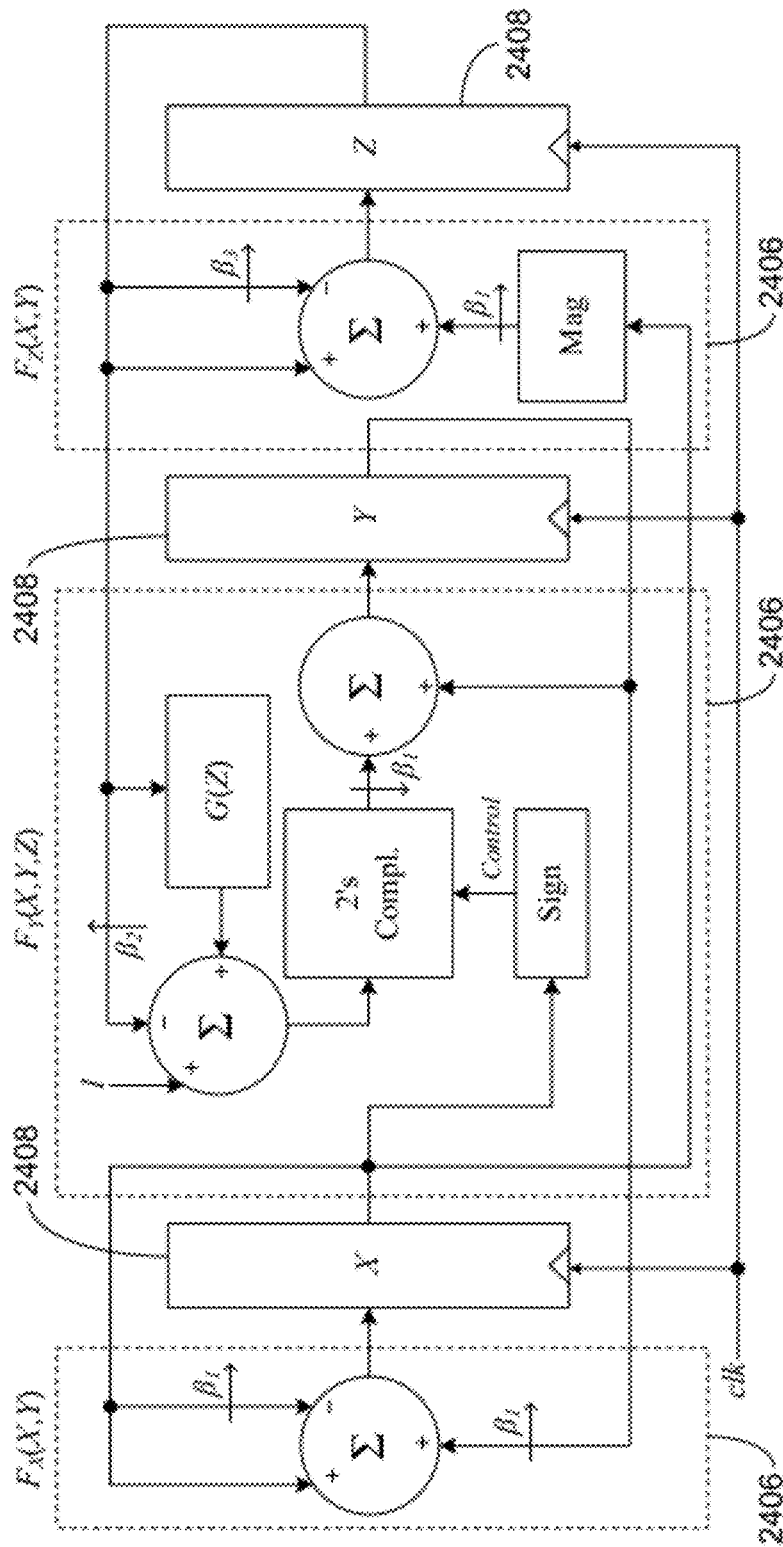 F_X(X,Y)
β_1
+
-
Σ
+
β_1
2406
2408
X
clk
F_Y(X,Y,Z)
1
+
-
β_2
Σ
+
G(Z)
2's
Compl.
Control
Sign
β_1
+
Σ
+
2406
2408
Y
F_Z(X,Y)
β_3
+
-
Σ
+
β_1
Mag
2406
Z
2408